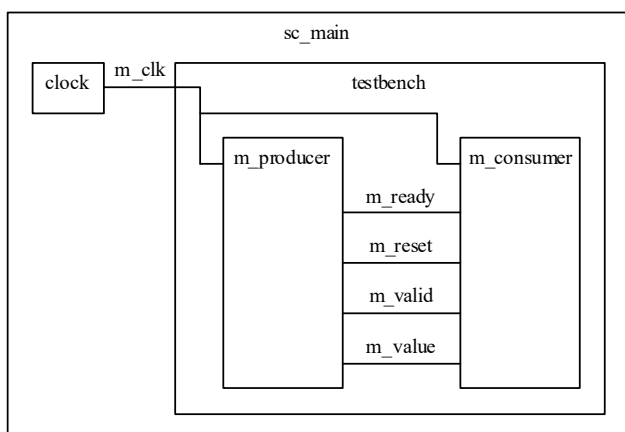 sc_main
clock
m_clk
testbench
m_producer
m_consumer
m_ready
m_reset
m_valid
m_value